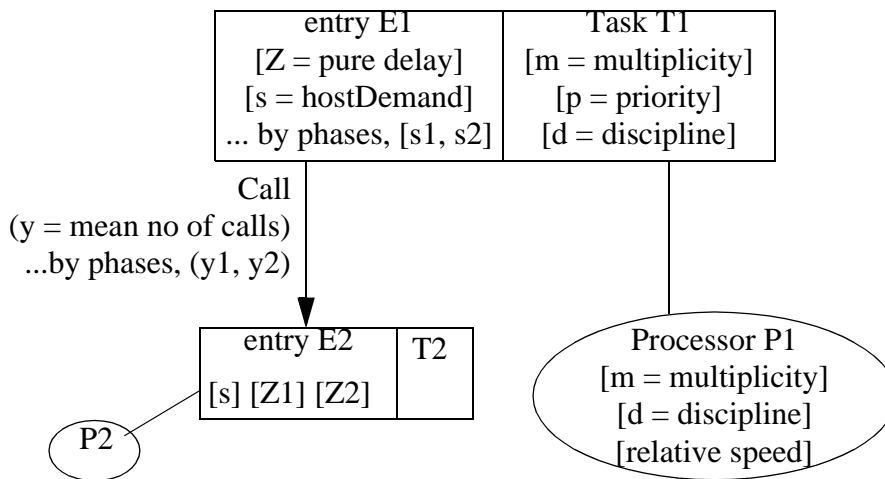 entry E1
[Z = pure delay]
[s = hostDemand]
... by phases, [s1, s2]
Task T1
[m = multiplicity]
[p = priority]
[d = discipline]
Call
(y = mean no of calls)
...by phases, (y1, y2)
entry E2
[s] [Z1] [Z2]
T2
P2
Processor P1
[m = multiplicity]
[d = discipline]
[relative speed]